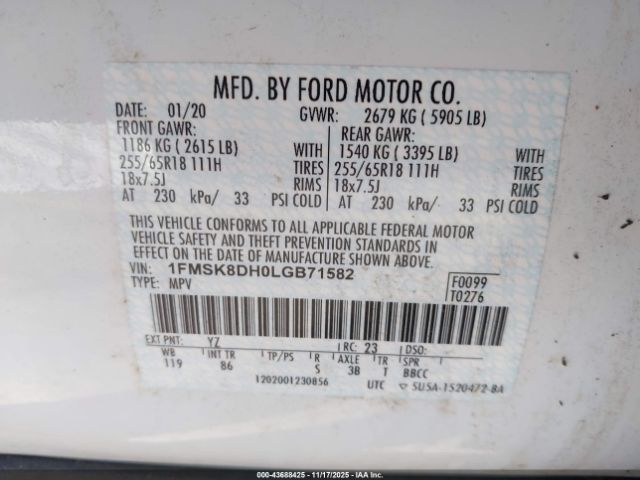 MFD. BY FORD MOTOR CO.
DATE: 01/20 GVWR: 2679 KG ( 5905 LB)
FRONT GAWR: REAR GAWR:
1186 KG ( 2615 LB) WITH 1540 KG ( 3395 LB) WITH
255/65R18 111H TIRES 255/65R18 111H TIRES
18x7.5J RIMS 18x7.5J RIMS
AT 230 kPa/ 33 PSI COLD AT 230 kPa/ 33 PSI COLD
THIS VEHICLE CONFORMS TO ALL APPLICABLE FEDERAL MOTOR
VEHICLE SAFETY AND THEFT PREVENTION STANDARDS IN
EFFECT ON THE DATE OF MANUFACTURE SHOWN ABOVE.
VIN: 1FMSK8DH0LGB71582
TYPE: MPV
F0099
T0276
EXT PNT: YZ RC: 23 DSO:
WB INT TR TP/PS R AXLE TR SPR
119 86 S 3B T BBCC
1202001230856 UTC ▽ 5U5A-1520472-BA
000-43688425 - 11/17/2025 - IAA Inc.